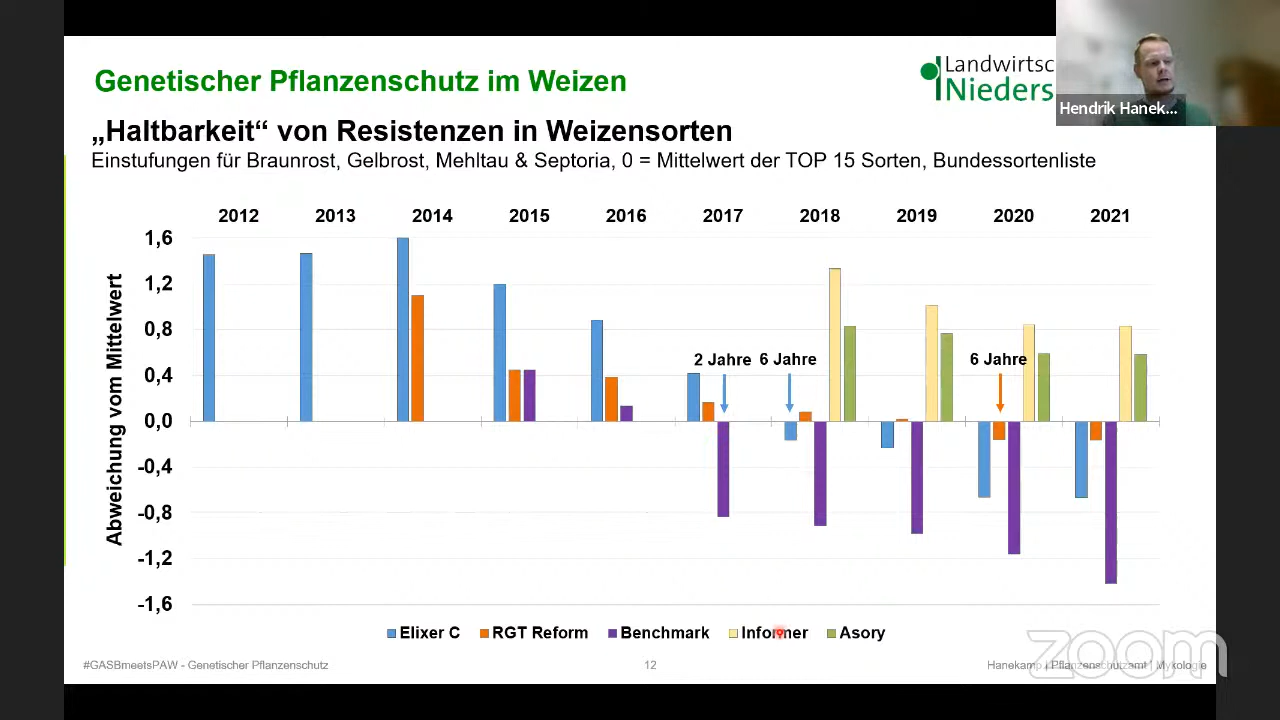 Genetischer Pflanzenschutz im Weizen
Landwirtsc
Nieders
Hendrik Hanek...
„Haltbarkeit“ von Resistenzen in Weizensorten
Einstufungen für Braunrost, Gelbrost, Mehltau & Septoria, 0 = Mittelwert der TOP 15 Sorten, Bundessortenliste
2012 2013 2014 2015 2016 2017 2018 2019 2020 2021
Abweichung vom Mittelwert
1,6
1,2
0,8
0,4
0,0
-0,4
-0,8
-1,2
-1,6
2 Jahre 6 Jahre 6 Jahre
Elixer C RGT Reform Benchmark Informer Asory
#GASBmeetsPAW - Genetischer Pflanzenschutz 12 Hanekamp | Pflanzenschutzamt | Mykologie
zoom